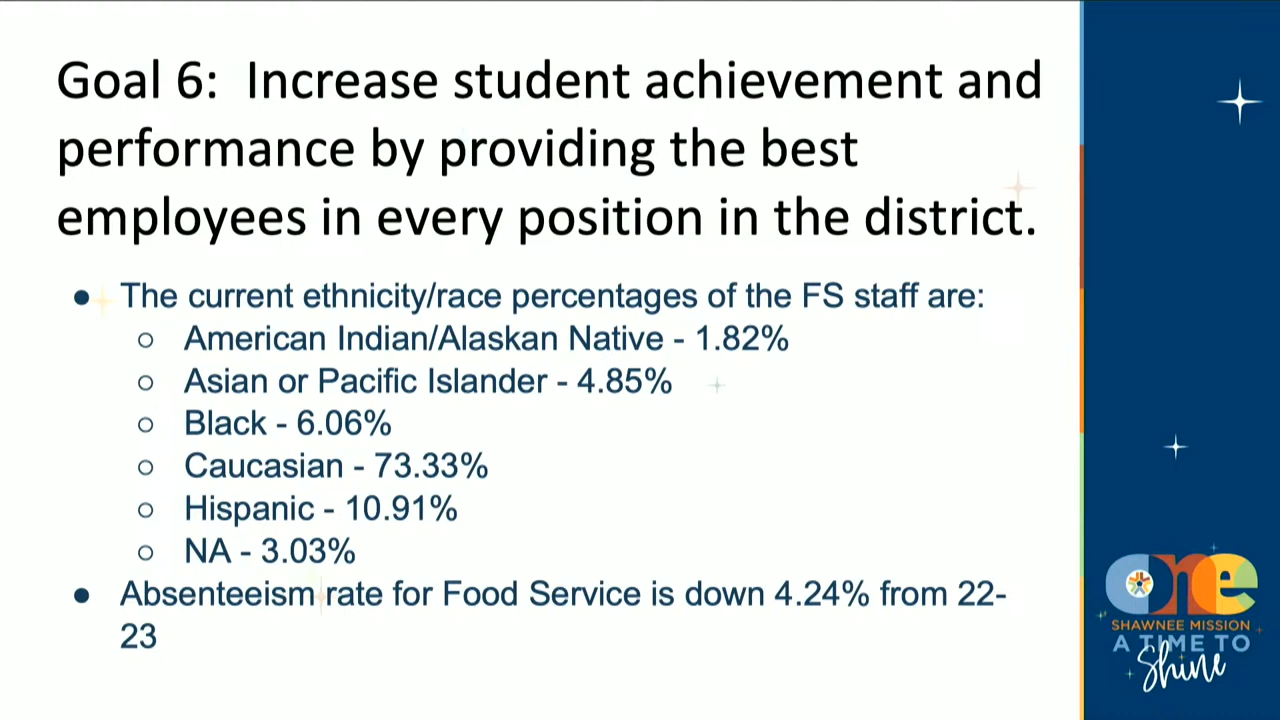 Goal 6:  Increase student achievement and
performance by providing the best
employees in every position in the district.
● The current ethnicity/race percentages of the FS staff are:
○ American Indian/Alaskan Native - 1.82%
○ Asian or Pacific Islander - 4.85%
○ Black - 6.06%
○ Caucasian - 73.33%
○ Hispanic - 10.91%
○ NA - 3.03%
● Absenteeism rate for Food Service is down 4.24% from 22-
23
one
SHAWNEE MISSION
A TIME TO
Shine